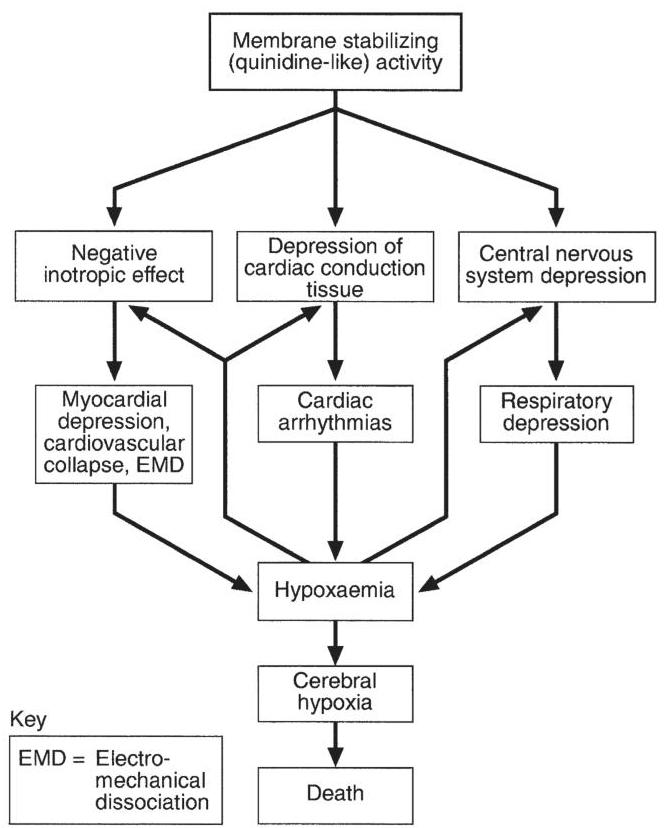 Membrane stabilizing
(quinidine-like) activity
Negative
inotropic effect
Depression of
cardiac conduction
tissue
Central nervous
system depression
Myocardial
depression,
cardiovascular
collapse, EMD
Cardiac
arrhythmias
Respiratory
depression
Hypoxaemia
Cerebral
hypoxia
Death
Key
EMD = Electro-
mechanical
dissociation